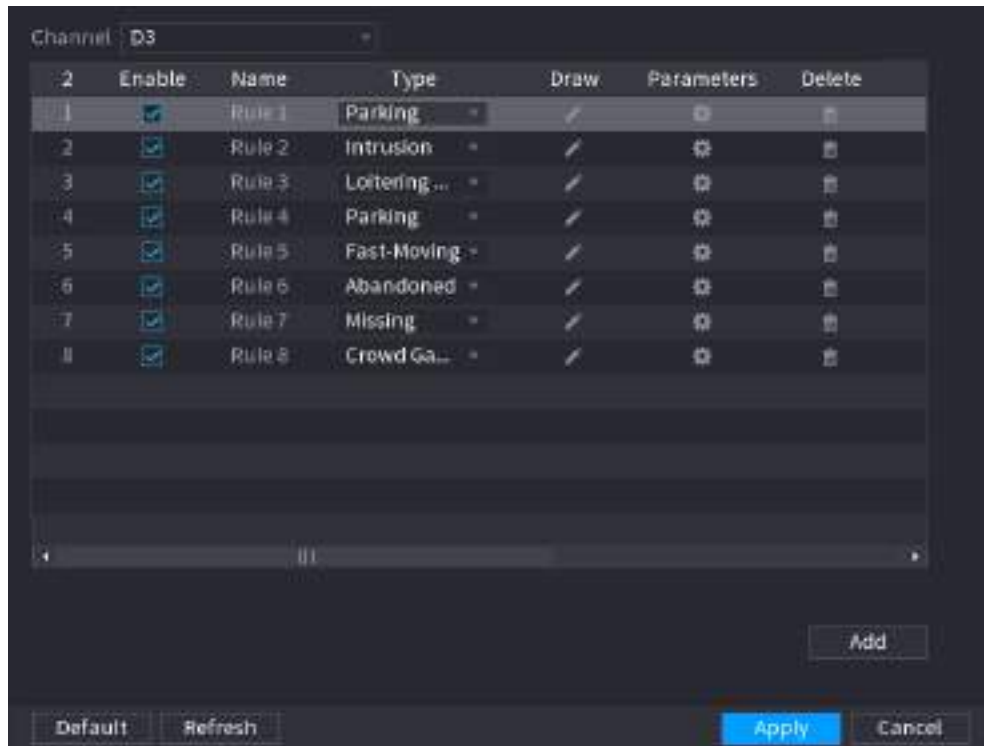 Channel D3
2 Enable Name Type Draw Parameters Delete
1 Rule 1 Parking
2 Rule 2 Intrusion
3 Rule 3 Loitering ...
4 Rule 4 Parking
5 Rule 5 Fast-Moving
6 Rule 6 Abandoned
7 Rule 7 Missing
8 Rule 8 Crowd Ga...
Add
Default Refresh Apply Cancel